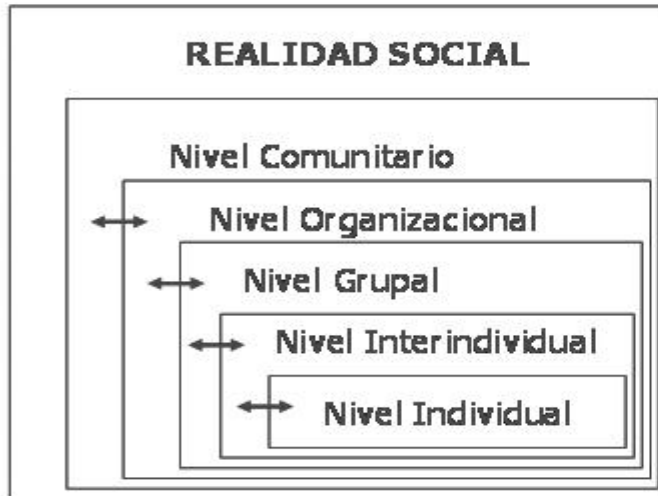 REALIDAD SOCIAL
Nivel Comunitario
Nivel Organizacional
Nivel Grupal
Nivel Interindividual
Nivel Individual